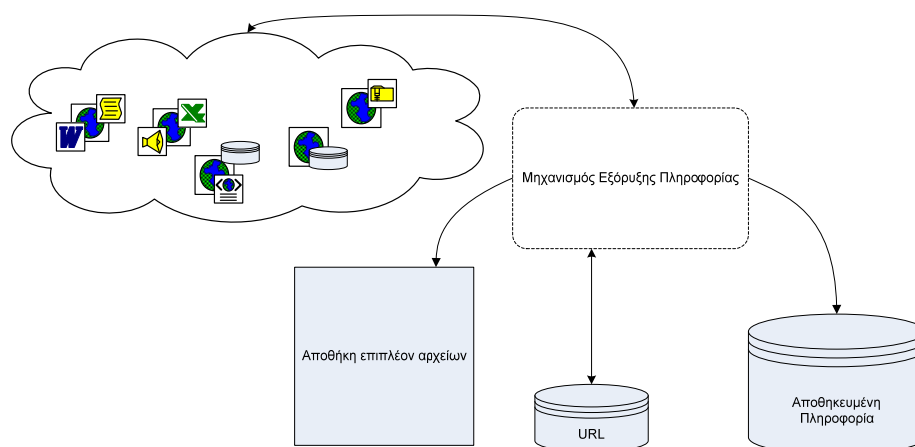 W
X
Μηχανισμός Εξόρυξης Πληροφορίας
Αποθήκη επιπλέον αρχείων
Αποθηκευμένη
Πληροφορία
URL